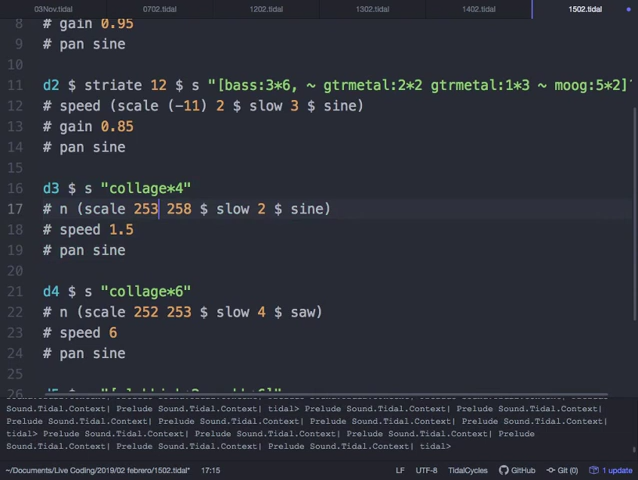 03Nov.tidal 0702.tidal 1202.tidal 1302.tidal 1402.tidal 1502.tidal
8 # gain 0.95
9 # pan sine
10
11 d2 $ striate 12 $ s "[bass:3*6, ~ gtrmetal:2*2 gtrmetal:1*3 ~ moog:5*2]
12 # speed (scale (-11) 2 $ slow 3 $ sine)
13 # gain 0.85
14 # pan sine
15
16 d3 $ s "collage*4"
17 # n (scale 253 258 $ slow 2 $ sine)
18 # speed 1.5
19 # pan sine
20
21 d4 $ s "collage*6"
22 # n (scale 252 253 $ slow 4 $ saw)
23 # speed 6
24 # pan sine
25
26
Sound.Tidal.Context| Prelude Sound.Tidal.Context| tidal> Prelude Sound.Tidal.Context| Prelude Sound.Tidal.Context|
Prelude Sound.Tidal.Context| Prelude Sound.Tidal.Context| Prelude Sound.Tidal.Context| Prelude Sound.Tidal.Context|
tidal> Prelude Sound.Tidal.Context| Prelude Sound.Tidal.Context| Prelude Sound.Tidal.Context| Prelude
Sound.Tidal.Context| Prelude Sound.Tidal.Context| Prelude Sound.Tidal.Context| tidal>
~/Documents/Live Coding/2019/02 febrero/1502.tidal* 17:15 LF UTF-8 TidalCycles GitHub Git (0) 1 update